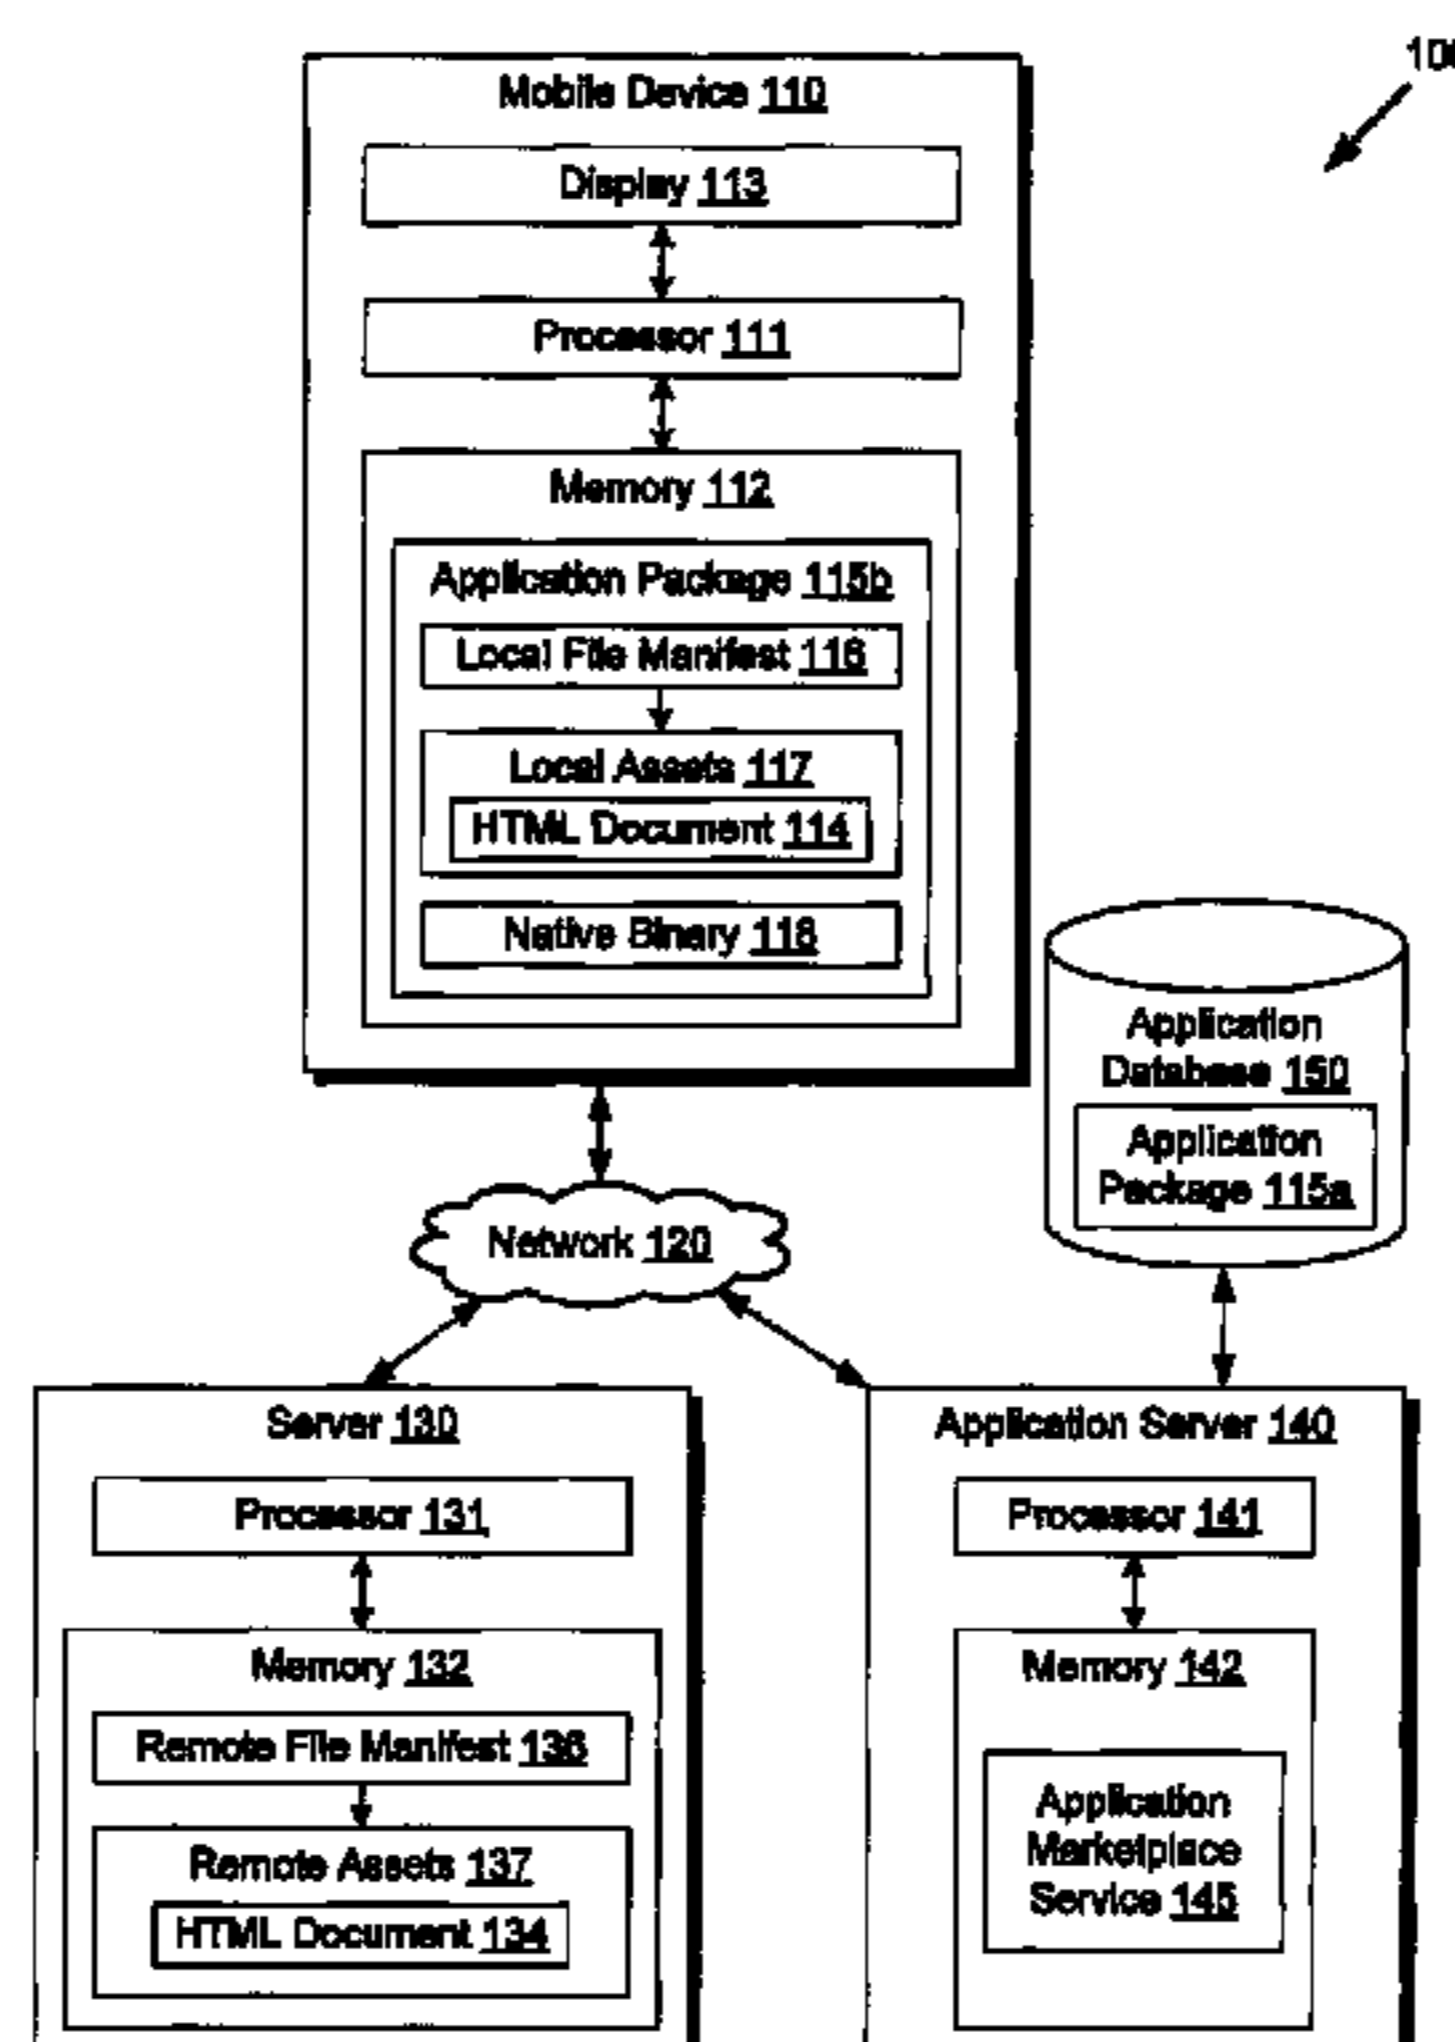 100
Mobile Device 110
Display 113
Processor 111
Memory 112
Application Package 115b
Local File Manifest 116
Local Assets 117
HTML Document 114
Native Binary 118
Application
Database 150
Application
Package 115a
Network 120
Server 130
Processor 131
Memory 132
Remote File Manifest 136
Remote Assets 137
HTML Document 134
Application Server 140
Processor 141
Memory 142
Application
Marketplace
Service 145